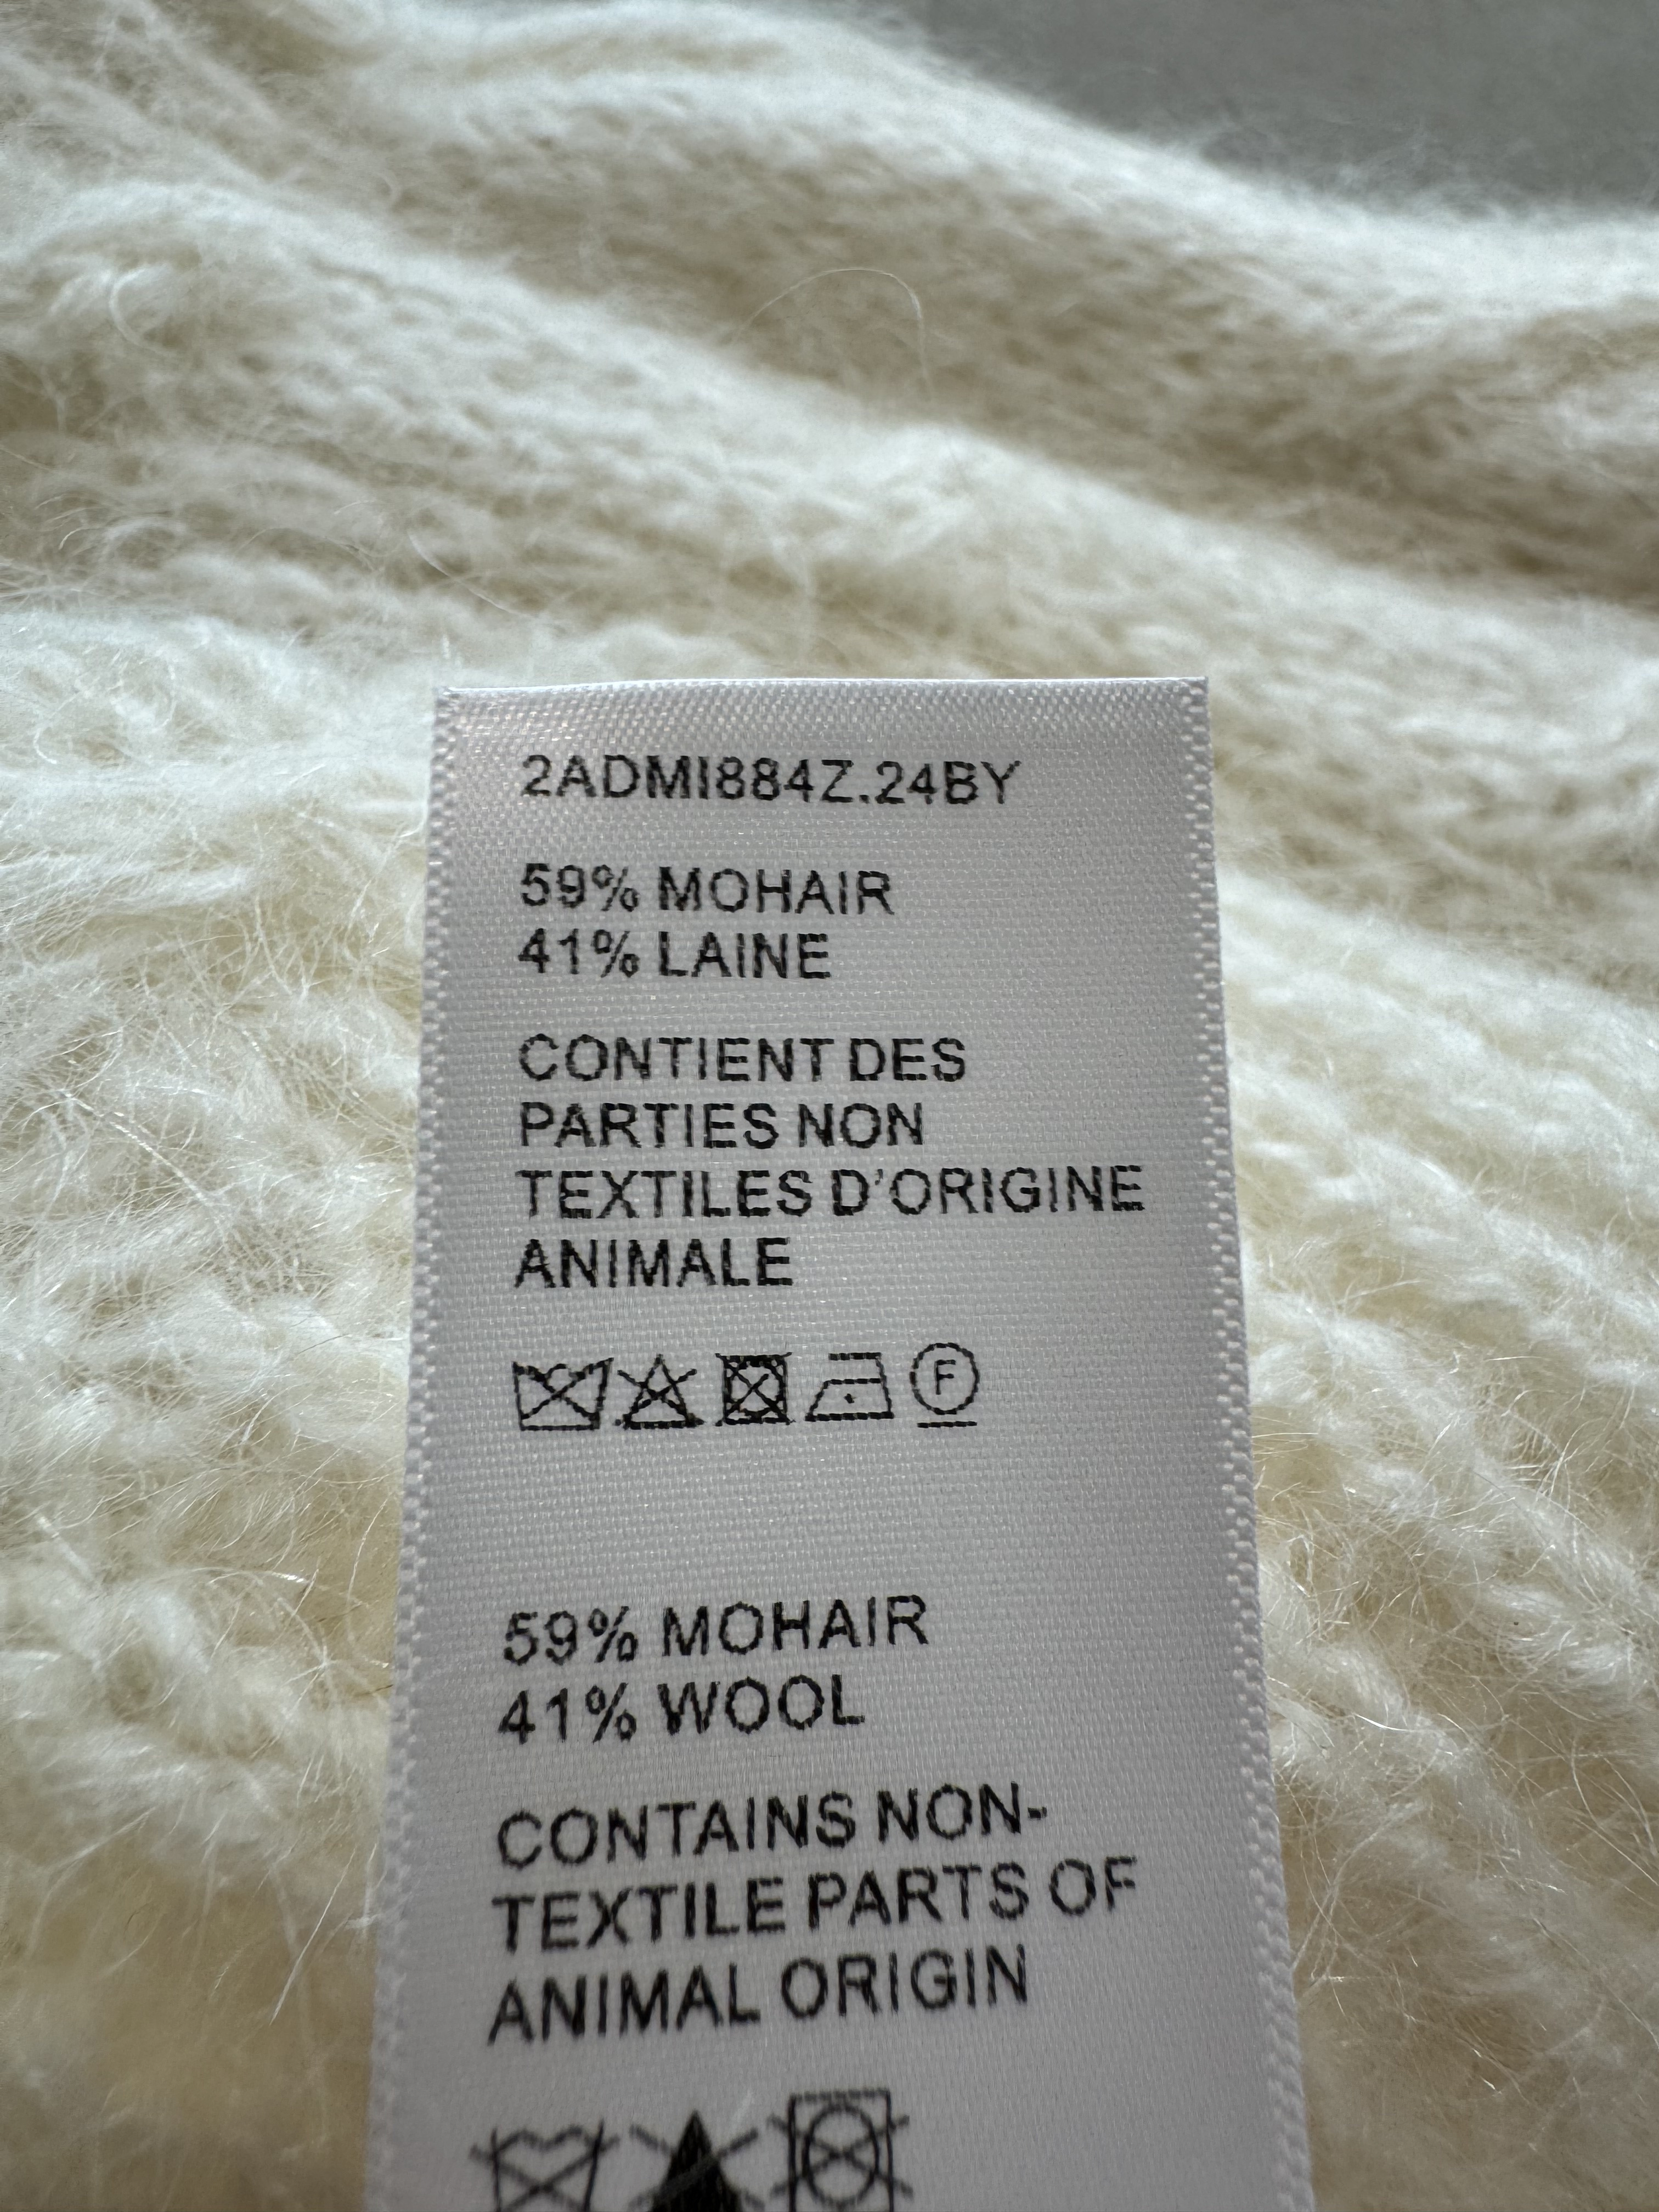 2ADMI884Z.24BY
59% MOHAIR
41% LAINE
CONTIENT DES
PARTIES NON
TEXTILES D'ORIGINE
ANIMALE
F
59% MOHAIR
41% WOOL
CONTAINS NON-
TEXTILE PARTS OF
ANIMAL ORIGIN